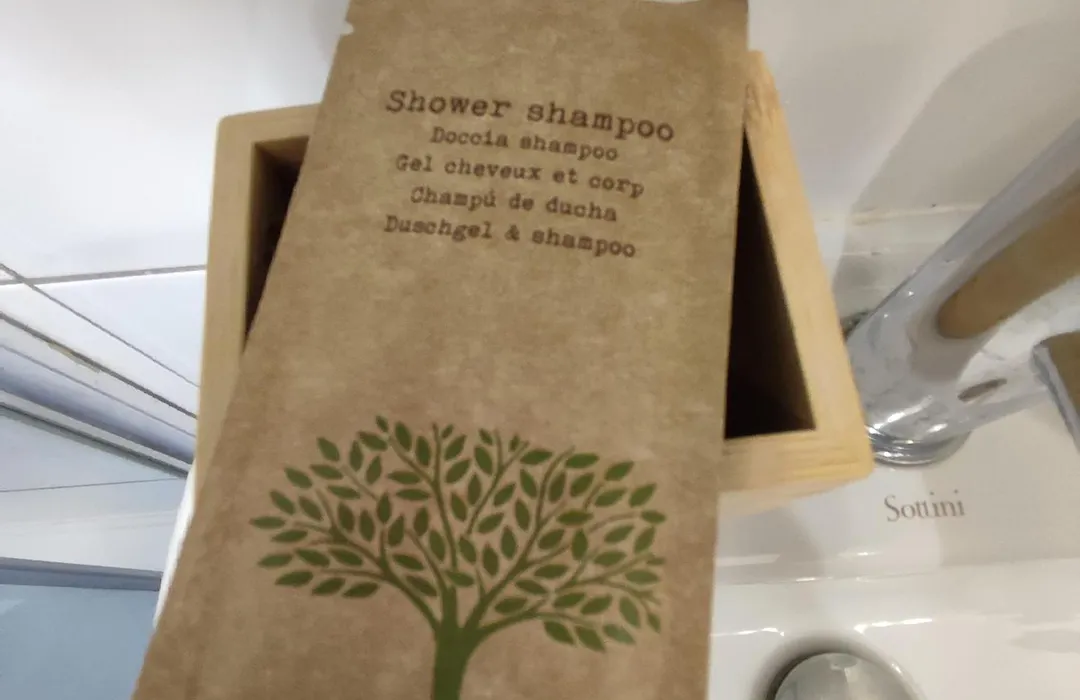 Shower shampoo
Doccia shampoo
Gel cheveux et corp
Champú de ducha
Duschgel & shampoo
Sottini